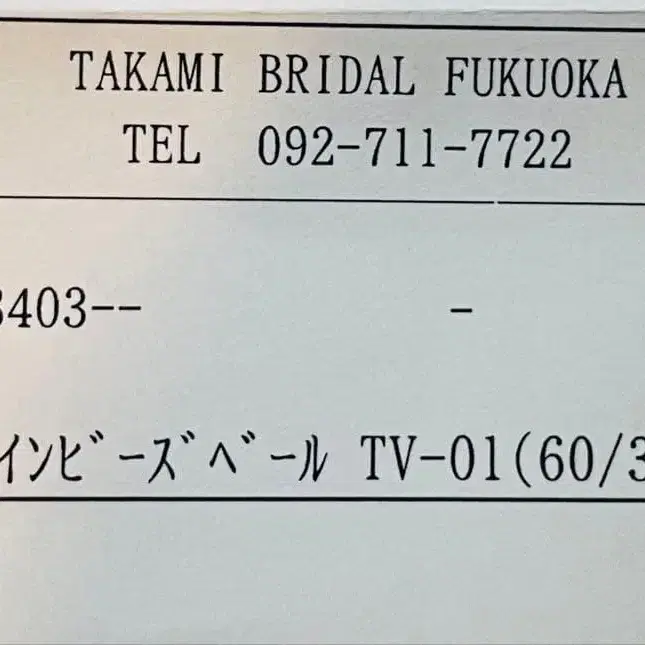 TAKAMI BRIDAL FUKUOKA
TEL 092-711-7722
3403-- -
インビーズベール TV-01(60/3